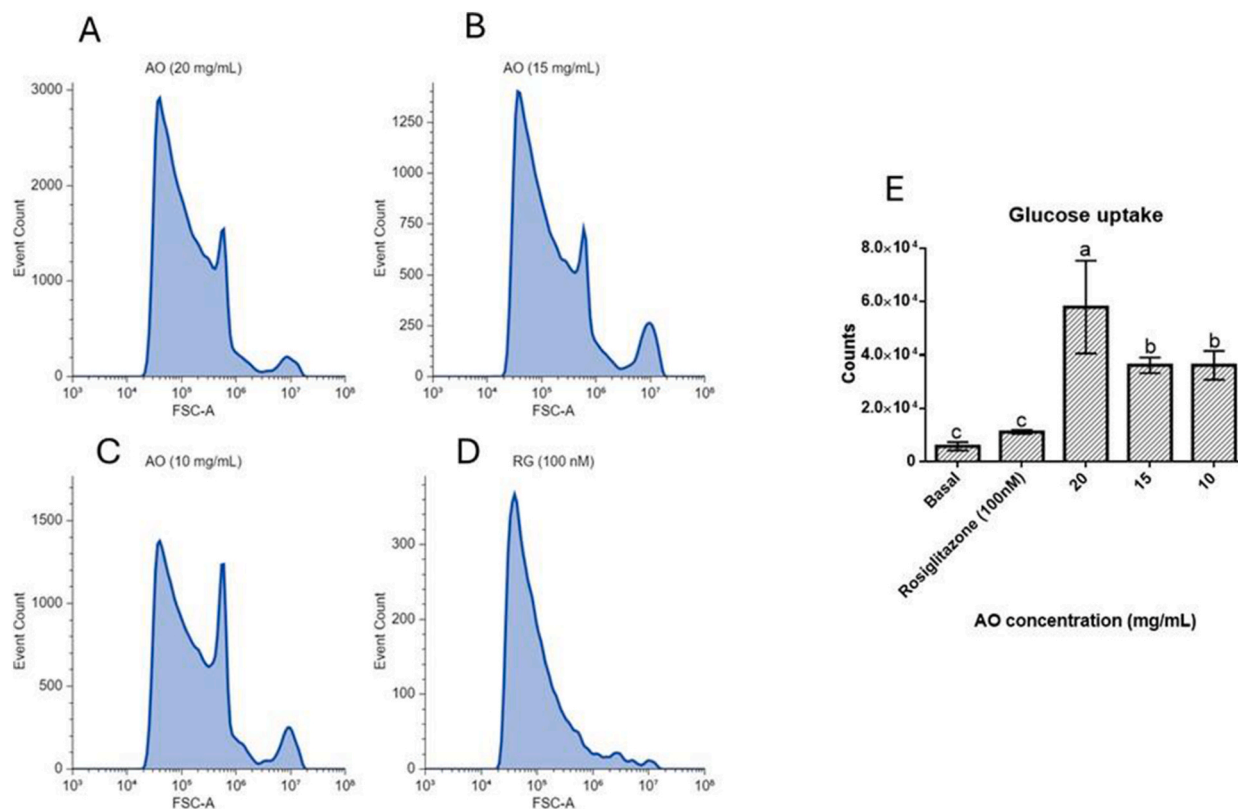 A
AO (20 mg/mL)
3000
2000
1000
0
Event Count
10³ 10⁴ 10⁵ 10⁶ 10⁷ 10⁸
FSC-A
B
AO (15 mg/mL)
1250
1000
750
500
250
0
Event Count
10³ 10⁴ 10⁵ 10⁶ 10⁷ 10⁸
FSC-A
C
AO (10 mg/mL)
1500
1000
500
0
Event Count
10³ 10⁴ 10⁵ 10⁶ 10⁷ 10⁸
FSC-A
D
RG (100 nM)
300
200
100
0
Event Count
10³ 10⁴ 10⁵ 10⁶ 10⁷ 10⁸
FSC-A
E
Glucose uptake
8.0×10⁴
6.0×10⁴
4.0×10⁴
2.0×10⁴
0
Counts
c c a b b
Basal
Rosiglitazone (100nM)
20
15
10
AO concentration (mg/mL)